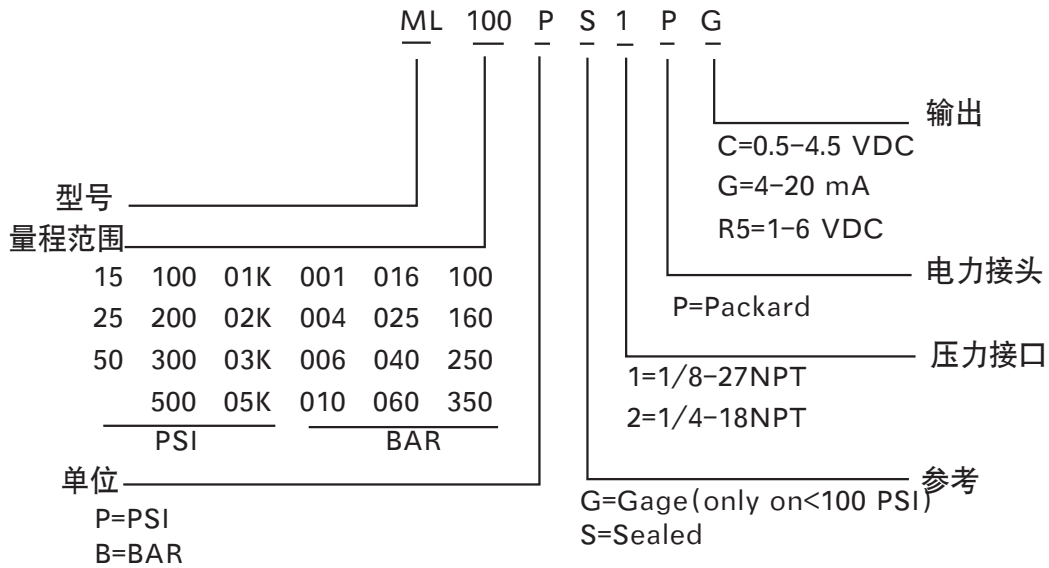 ML 100 P S 1 P G
输出
C=0.5-4.5 VDC
G=4-20 mA
R5=1-6 VDC
型号
量程范围
15 100 01K 001 016 100
25 200 02K 004 025 160
50 300 03K 006 040 250
500 05K 010 060 350
PSI BAR
电力接头
P=Packard
压力接口
1=1/8-27NPT
2=1/4-18NPT
单位
P=PSI
B=BAR
参考
G=Gage(only on<100 PSI)
S=Sealed